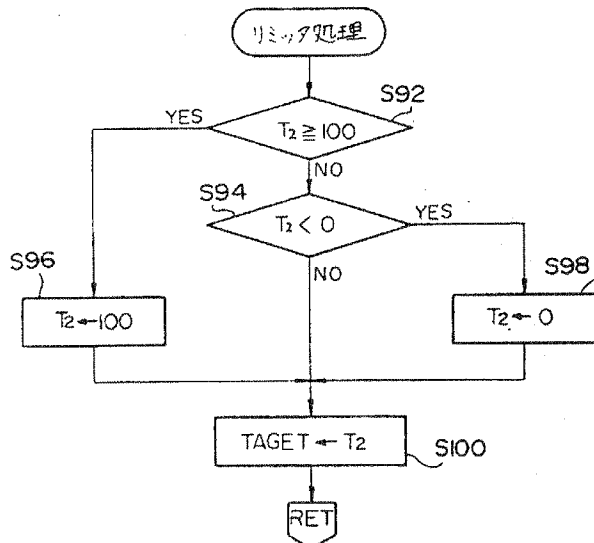 リミッタ処理
S92
YES
T₂≧100
NO
S94
T₂<0
YES
NO
S96
T₂←100
S98
T₂←0
TAGET←T₂
S100
RET